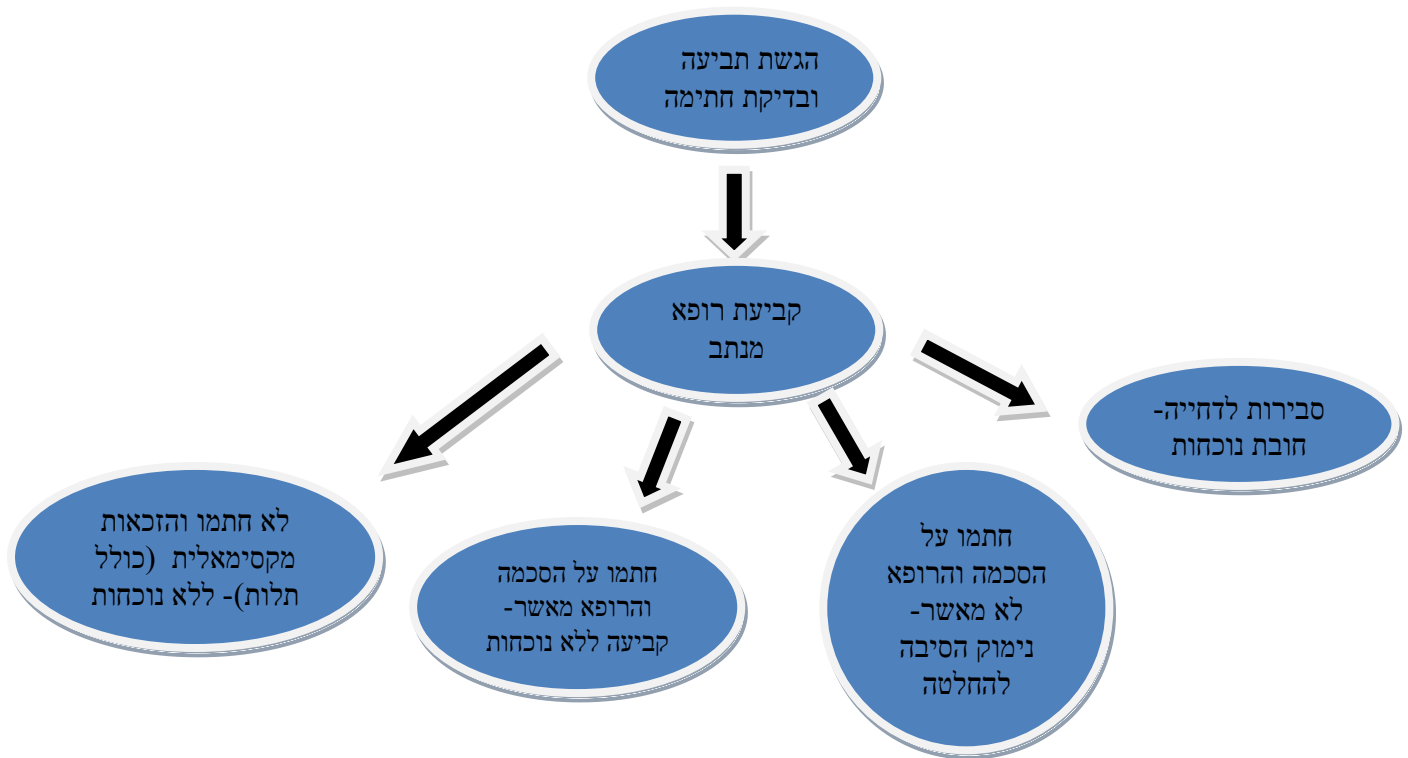 הגשת תביעה
ובדיקת חתימה
קביעת רופא
מנתב
סבירות לדחייה-
חובת נוכחות
חתמו על
הסכמה והרופא
לא מאשר-
נימוק הסיבה
להחלטה
חתמו על הסכמה
והרופא מאשר-
קביעה ללא נוכחות
לא חתמו והזכאות
מקסימאלית (כולל
תלות)- ללא נוכחות